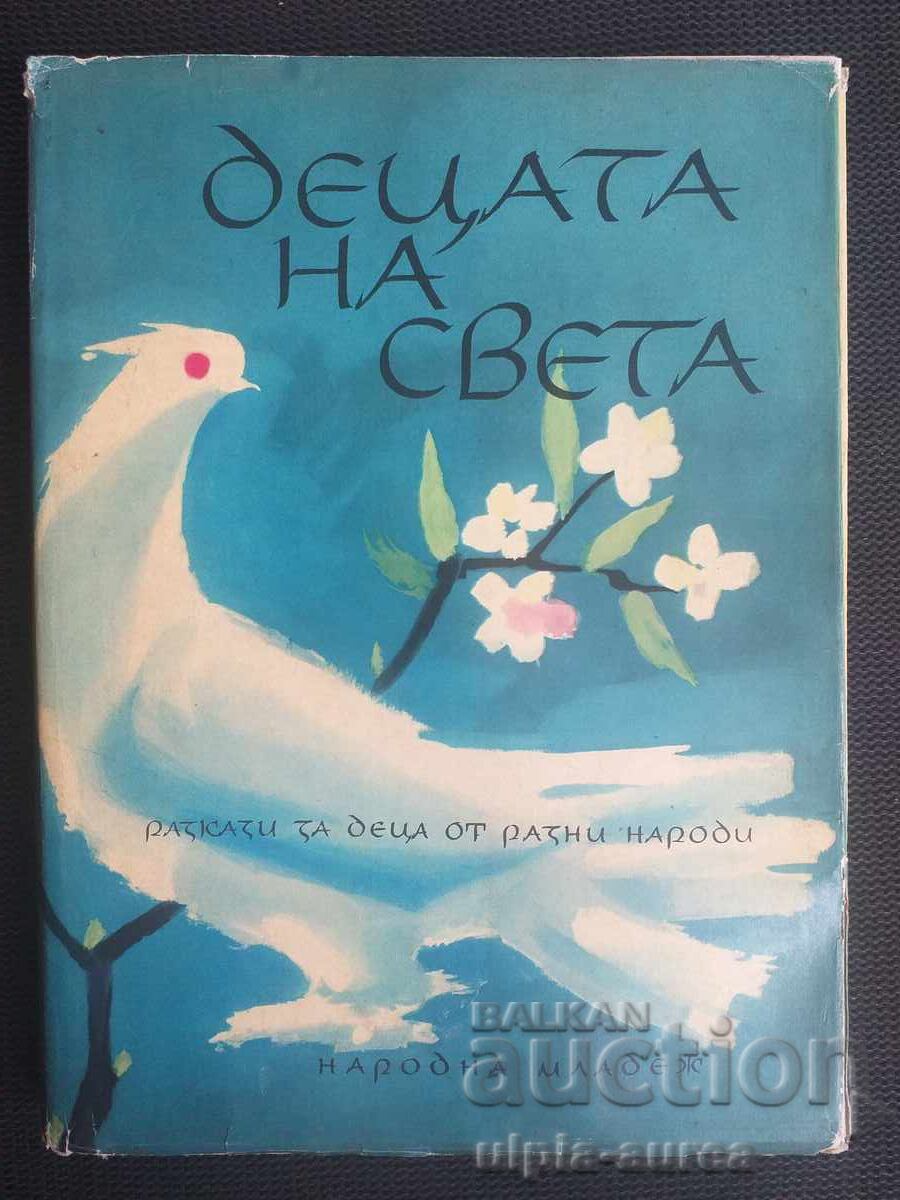 ДЕЦАТА
НА
СВЕТА
РАЗКАЗИ ЗА ДЕЦА ОТ РАЗНИ НАРОДИ
НАРОДНА МЛАДЕЖ
BALKAN
auction
ulpia-aurea